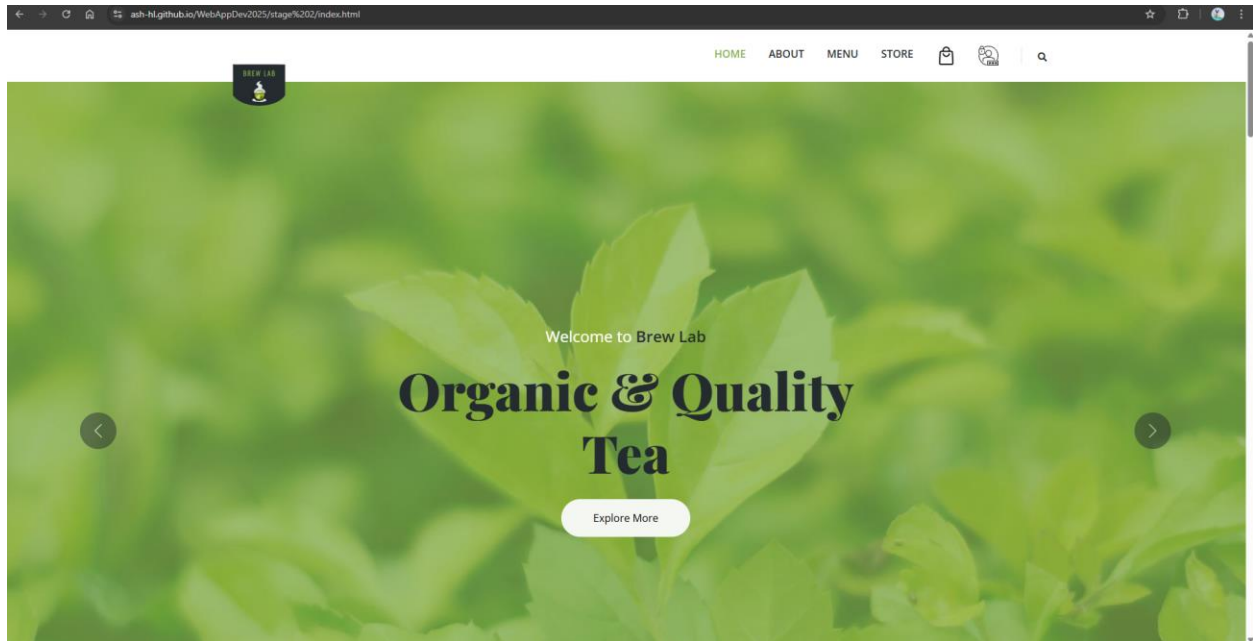 ash-hl.github.io/WebAppDev2025/stage%202/index.html
HOME ABOUT MENU STORE
BREW LAB
Welcome to Brew Lab
Organic & Quality
Tea
Explore More